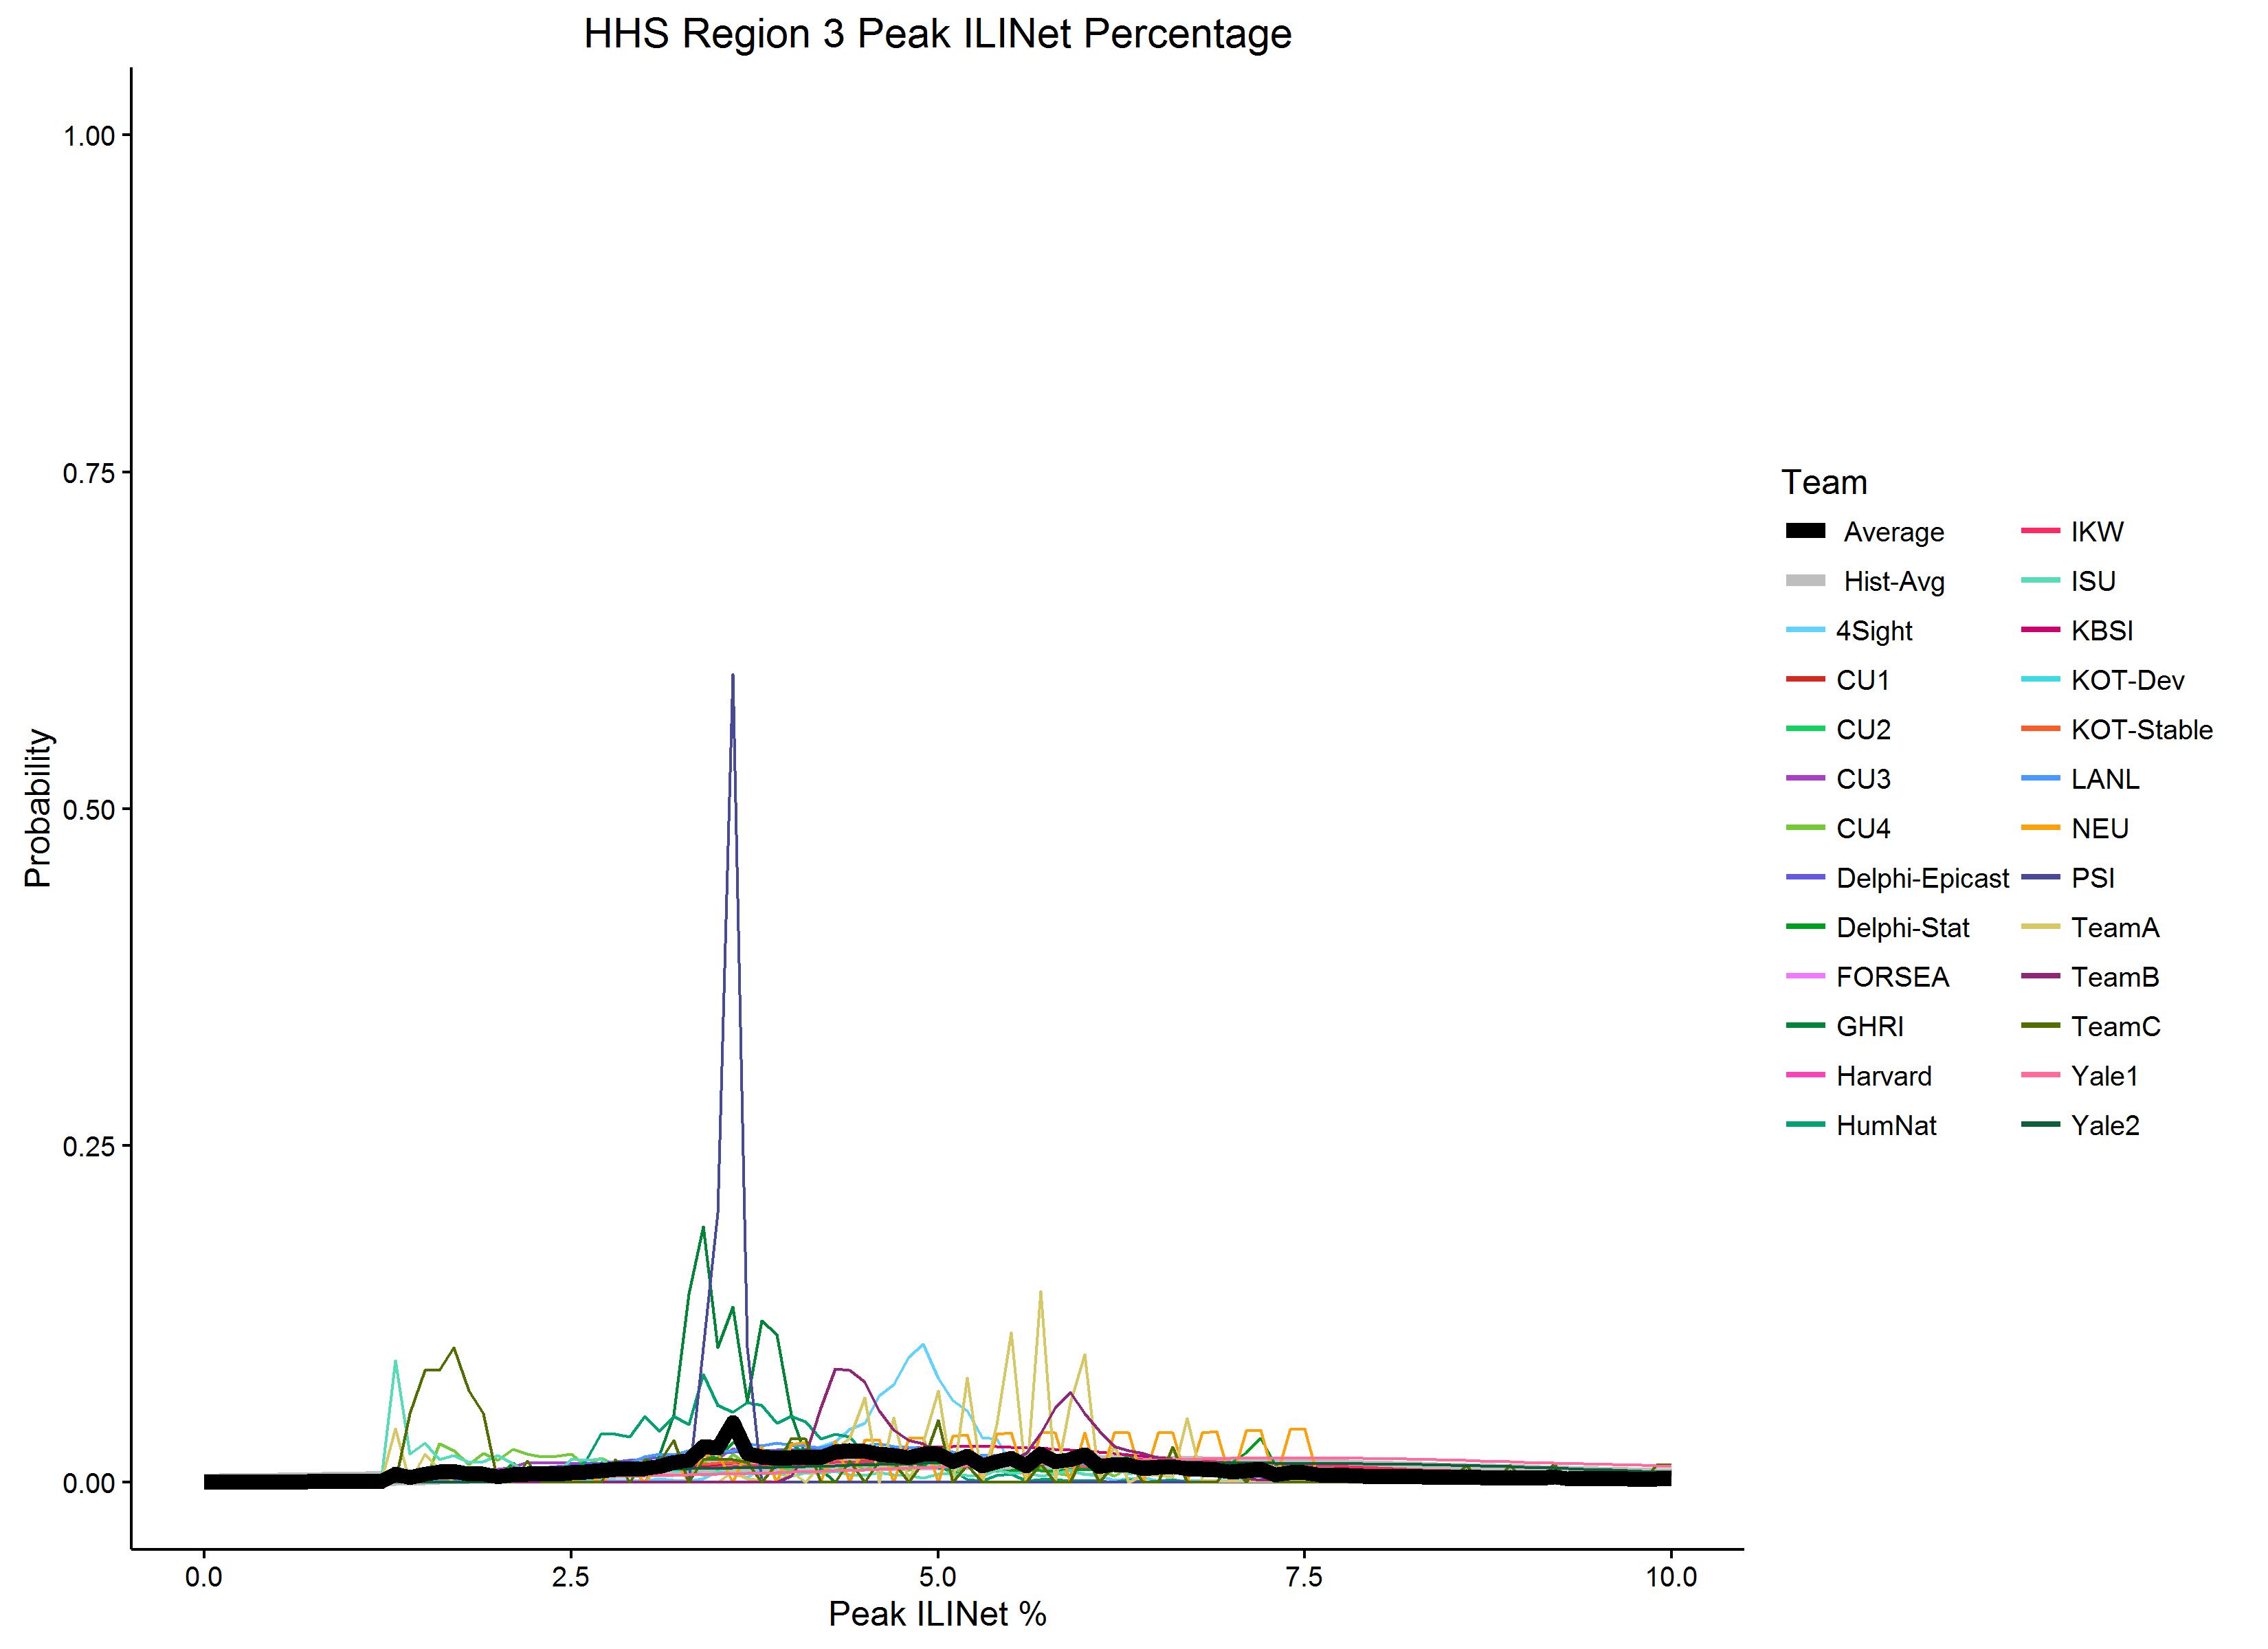 HHS Region 3 Peak ILINet Percentage
1.00
0.75
0.50
0.25
0.00
Probability
0.0
2.5
5.0
7.5
10.0
Peak ILINet %
Team
Average
Hist-Avg
4Sight
CU1
CU2
CU3
CU4
Delphi-Epicast
Delphi-Stat
FORSEA
GHRI
Harvard
HumNat
IKW
ISU
KBSI
KOT-Dev
KOT-Stable
LANL
NEU
PSI
TeamA
TeamB
TeamC
Yale1
Yale2